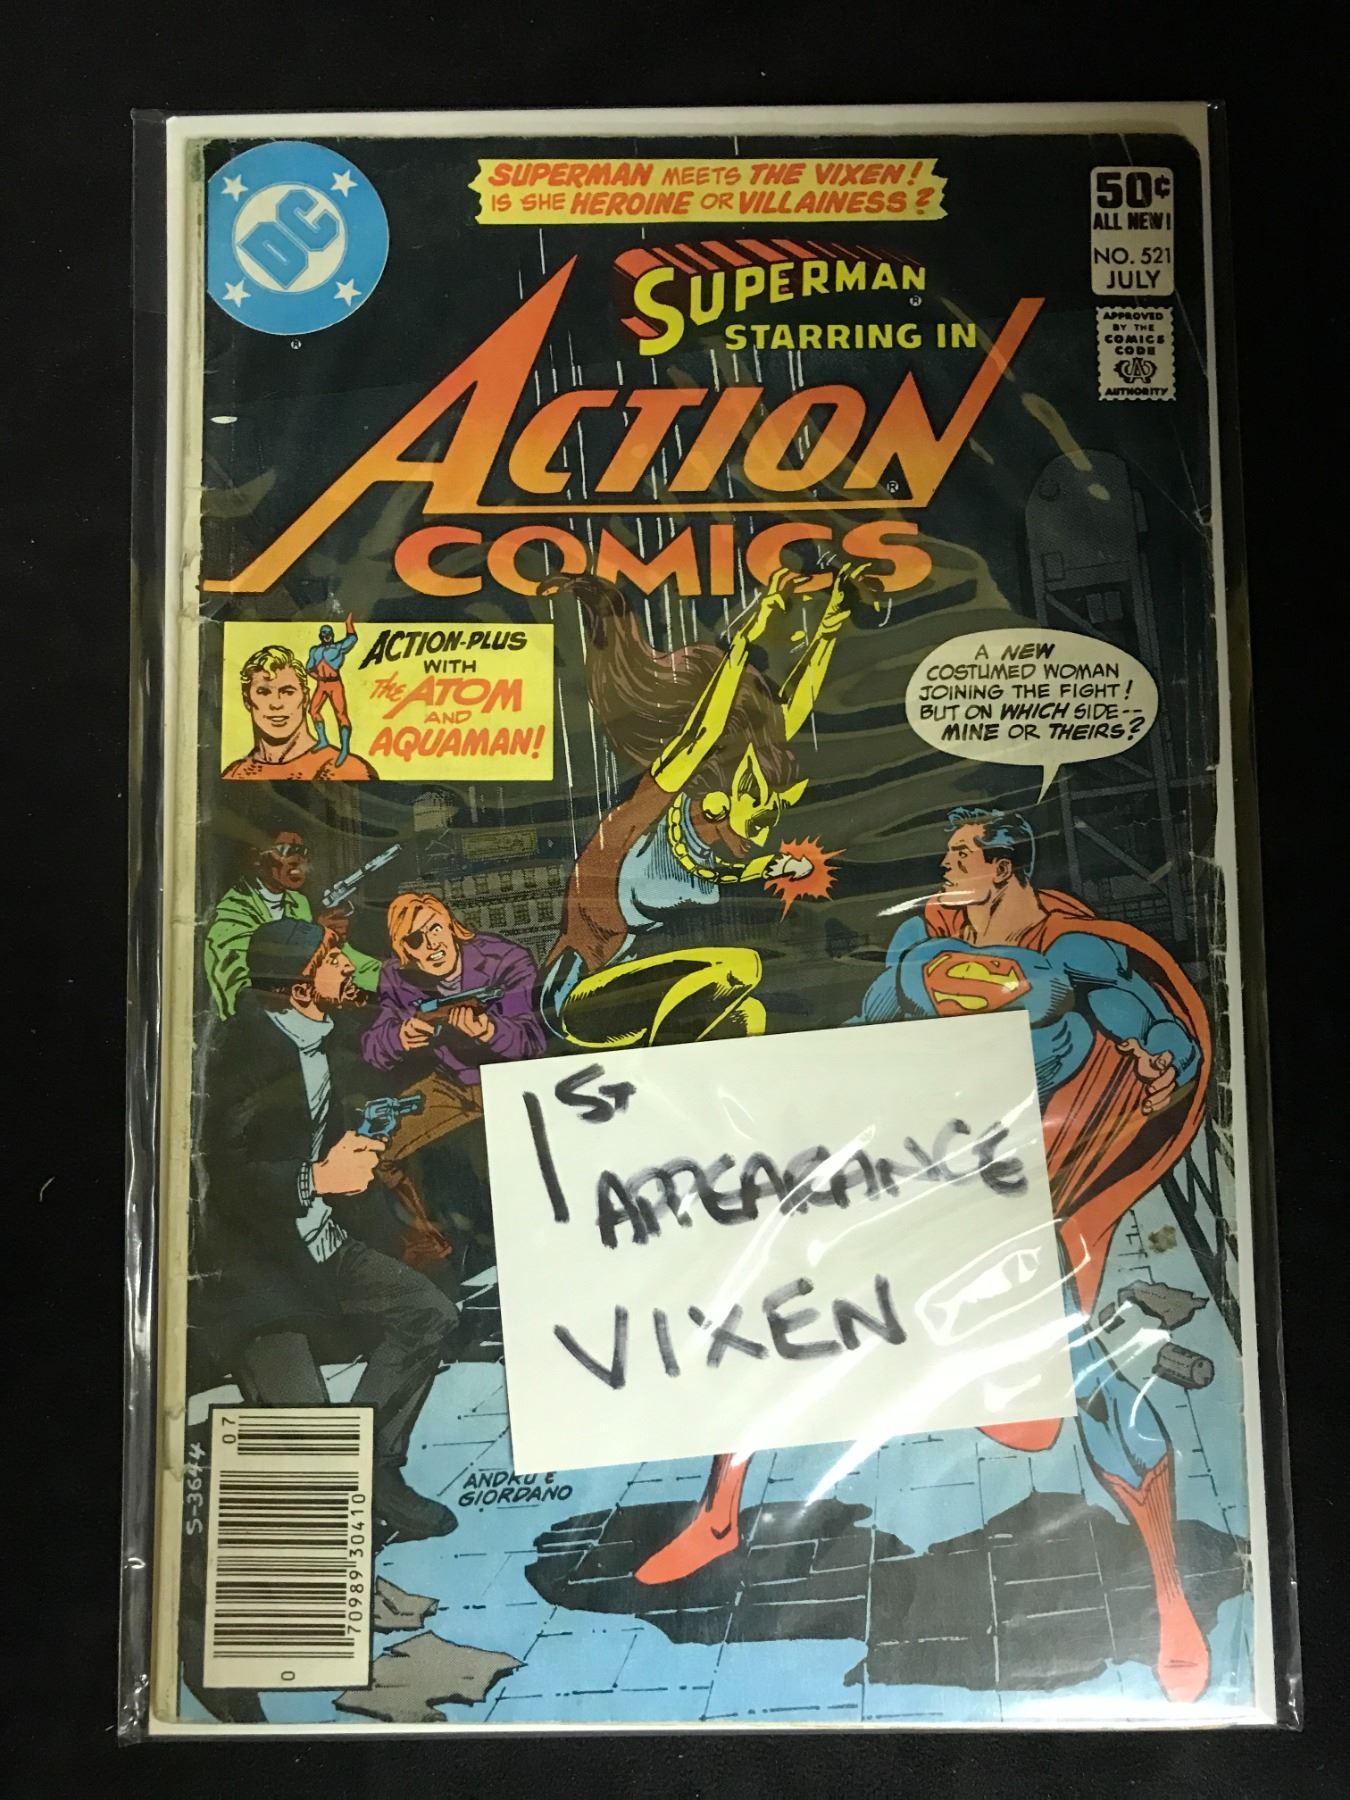 SUPERMAN MEETS THE VIXEN!
IS SHE HEROINE OR VILLAINESS?
DC
®
50¢
ALL NEW!
NO. 521
JULY
APPROVED
BY THE
COMICS
CODE
CA
AUTHORITY
SUPERMAN
®
STARRING IN
ACTION
®
COMICS
ACTION-PLUS
WITH
THE ATOM
AND
AQUAMAN!
A NEW
COSTUMED WOMAN
JOINING THE FIGHT!
BUT ON WHICH SIDE--
MINE OR THEIRS?
S
1ST
APPEARANCE
VIXEN
ANDRU &
GIORDANO
S-3644
07
70989 30410
0